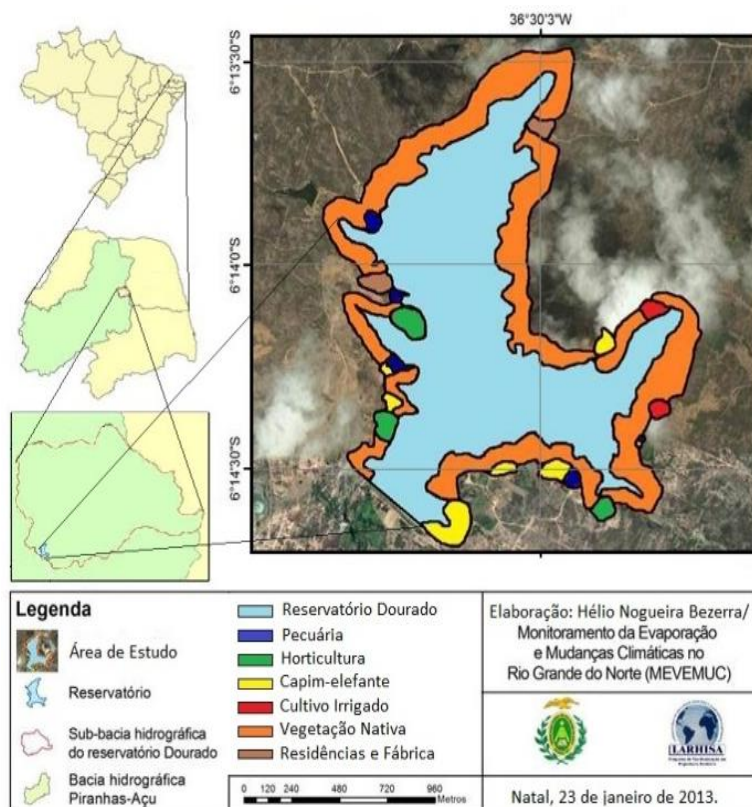 36°30'3"W
6°13'30"S
6°14'0"S
6°14'30"S
Legenda
Área de Estudo
Reservatório
Sub-bacia hidrográfica
do reservatório Dourado
Bacia hidrográfica
Piranhas-Açu
Reservatório Dourado
Pecuária
Horticultura
Capim-elefante
Cultivo Irrigado
Vegetação Nativa
Residências e Fábrica
0 120 240 480 720 960
Metros
Elaboração: Hélio Nogueira Bezerra/
Monitoramento da Evaporação
e Mudanças Climáticas no
Rio Grande do Norte (MEVEMUC)
LARHISA
Natal, 23 de janeiro de 2013.